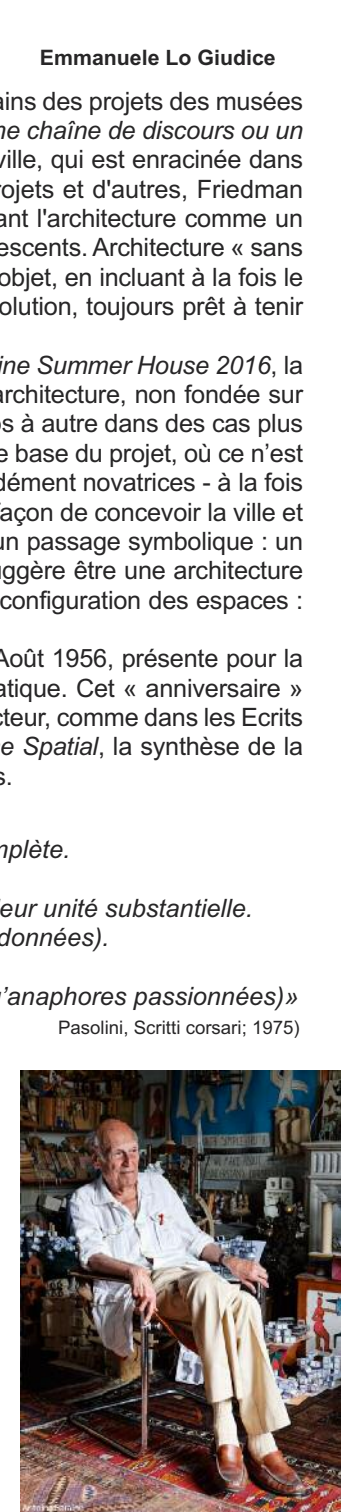 Emmanuele Lo Giudice
ains des projets des musées
ne chaîne de discours ou un
ville, qui est enracinée dans
rojets et d'autres, Friedman
ant l'architecture comme un
escents. Architecture « sans
objet, en incluant à la fois le
solution, toujours prêt à tenir
ine Summer House 2016, la
architecture, non fondée sur
ps à autre dans des cas plus
e base du projet, où ce n'est
dément novatrices - à la fois
façon de concevoir la ville et
un passage symbolique : un
uggère être une architecture
configuration des espaces :
Août 1956, présente pour la
atique. Cet « anniversaire »
cteur, comme dans les Ecrits
e Spatial, la synthèse de la
s.
mplète.
eur unité substantielle.
données).
u'anaphores passionnées)»
Pasolini, Scritti corsari; 1975)